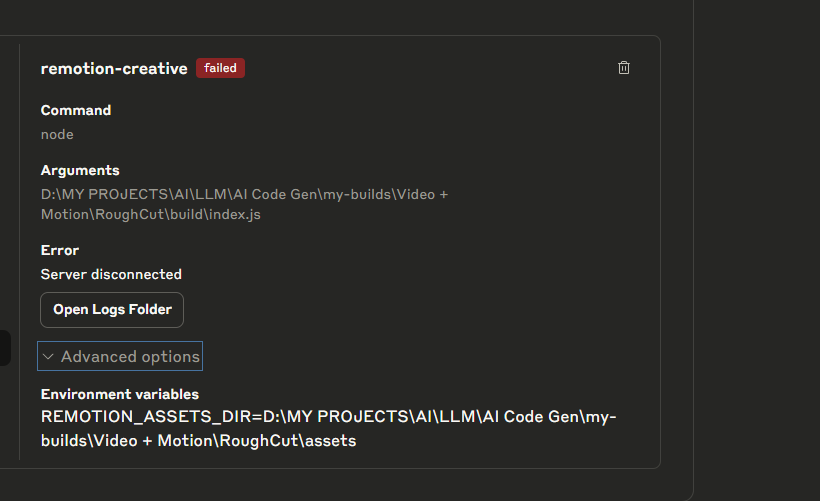 remotion-creative failed
Command
node
Arguments
D:\MY PROJECTS\AI\LLM\AI Code Gen\my-builds\Video +
Motion\RoughCut\build\index.js
Error
Server disconnected
Open Logs Folder
Advanced options
Environment variables
REMOTION_ASSETS_DIR=D:\MY PROJECTS\AI\LLM\AI Code Gen\my-
builds\Video + Motion\RoughCut\assets